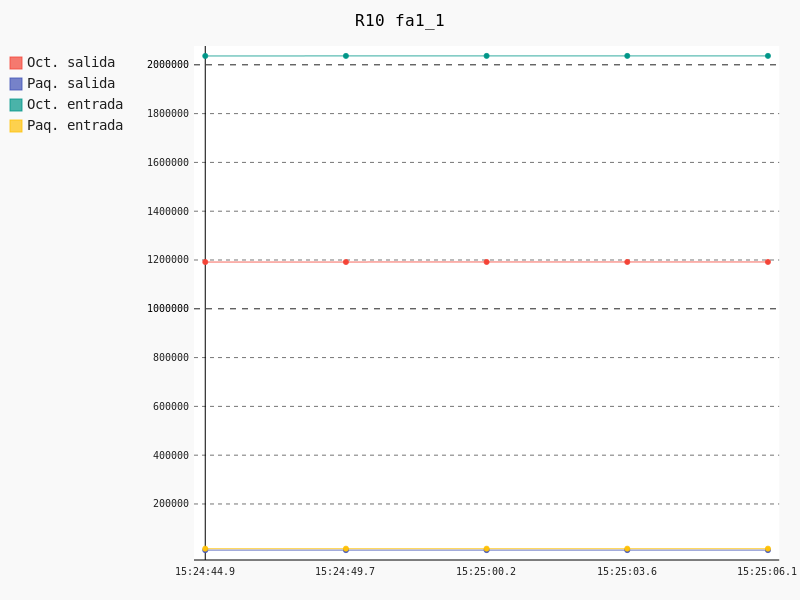 R10 fa1_1
Oct. salida
Paq. salida
Oct. entrada
Paq. entrada
2000000
1800000
1600000
1400000
1200000
1000000
800000
600000
400000
200000
15:24:44.9 15:24:49.7 15:25:00.2 15:25:03.6 15:25:06.1